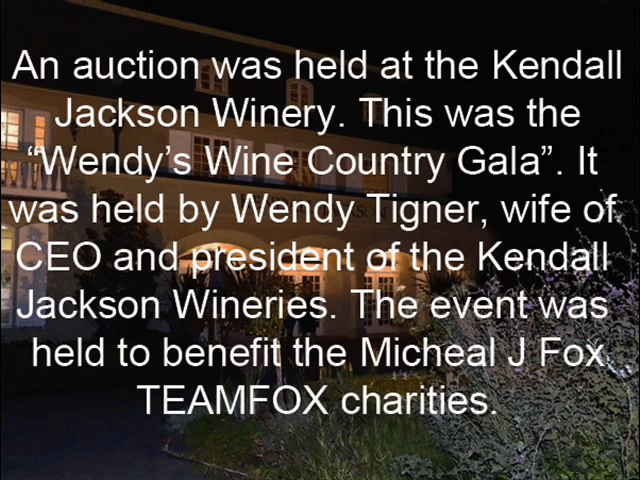 An auction was held at the Kendall
Jackson Winery. This was the
“Wendy’s Wine Country Gala”. It
was held by Wendy Tigner, wife of
CEO and president of the Kendall
Jackson Wineries. The event was
held to benefit the Micheal J Fox
TEAMFOX charities.